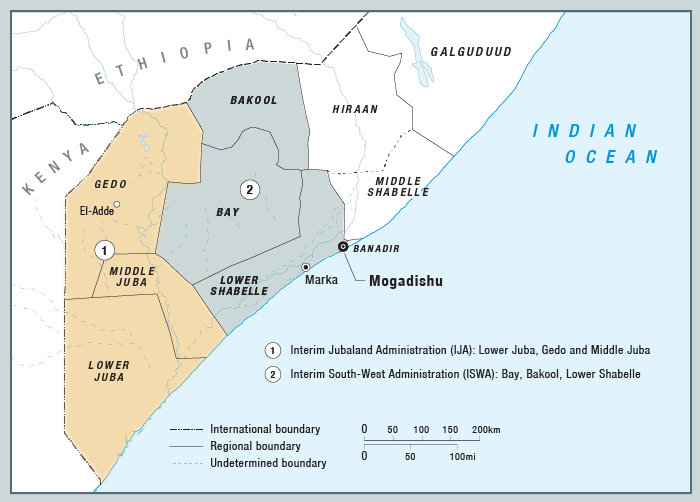 ETHIOPIA
GALGUDUUD
BAKOOL
HIRAAN
INDIAN
OCEAN
KENYA
GEDO
MIDDLE
SHABELLE
El-Adde
BAY
2
1
BANADIR
MIDDLE
JUBA
LOWER
SHABELLE
Marka
Mogadishu
LOWER
JUBA
1 Interim Jubaland Administration (IJA): Lower Juba, Gedo and Middle Juba
2 Interim South-West Administration (ISWA): Bay, Bakool, Lower Shabelle
International boundary
Regional boundary
Undetermined boundary
0 50 100 150 200km
0 50 100mi